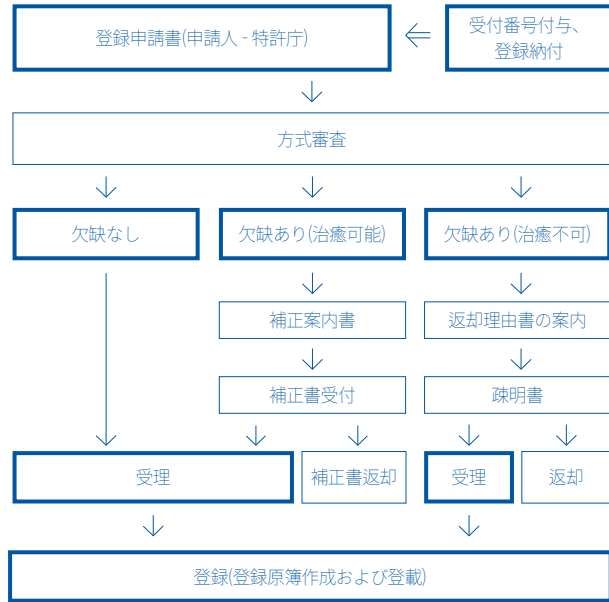 登録申請書(申請人 - 特許庁)
受付番号付与、
登録納付
方式審査
欠缺なし
欠缺あり(治癒可能)
欠缺あり(治癒不可)
補正案内書
返却理由書の案内
補正書受付
疎明書
受理
補正書返却
受理
返却
登録(登録原簿作成および登載)